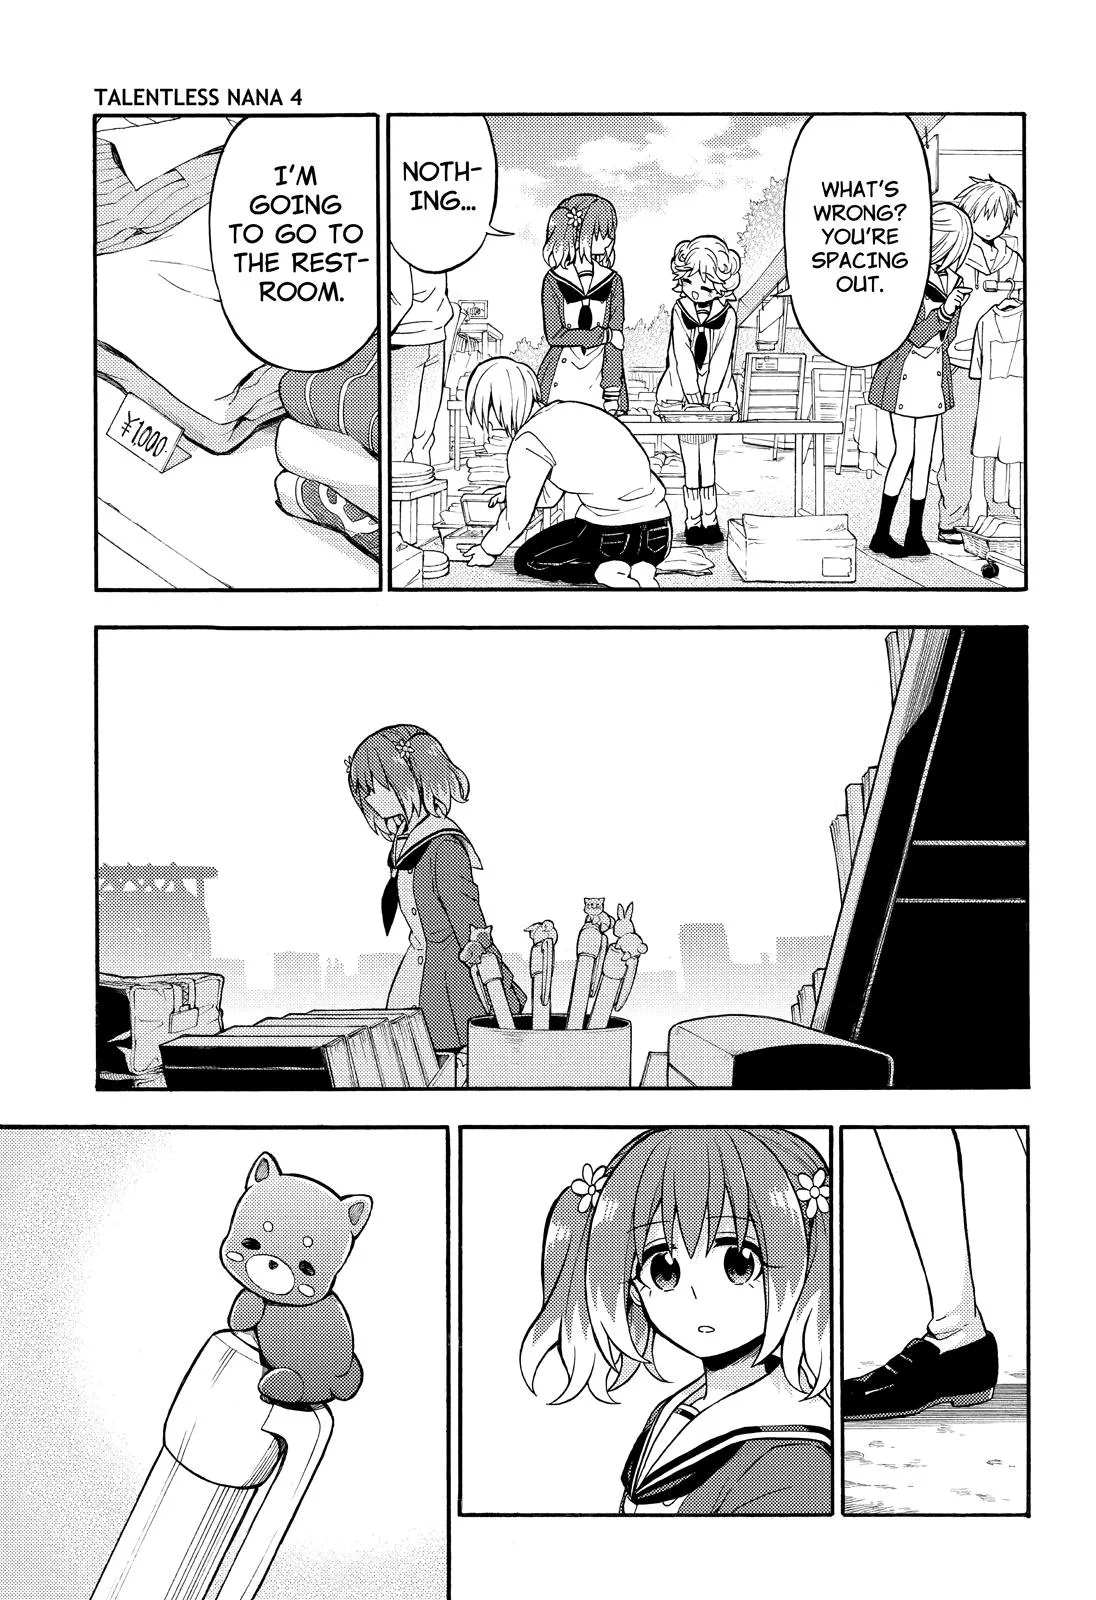 TALENTLESS NANA 4
WHAT'S
WRONG?
YOU'RE
SPACING
OUT.
NOTH-
ING...
I'M
GOING
TO GO TO
THE REST-
ROOM.
¥1,000-